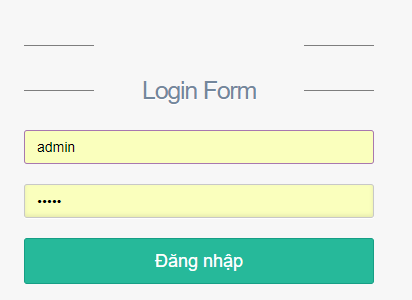 Login Form
admin
•••••
Đăng nhập